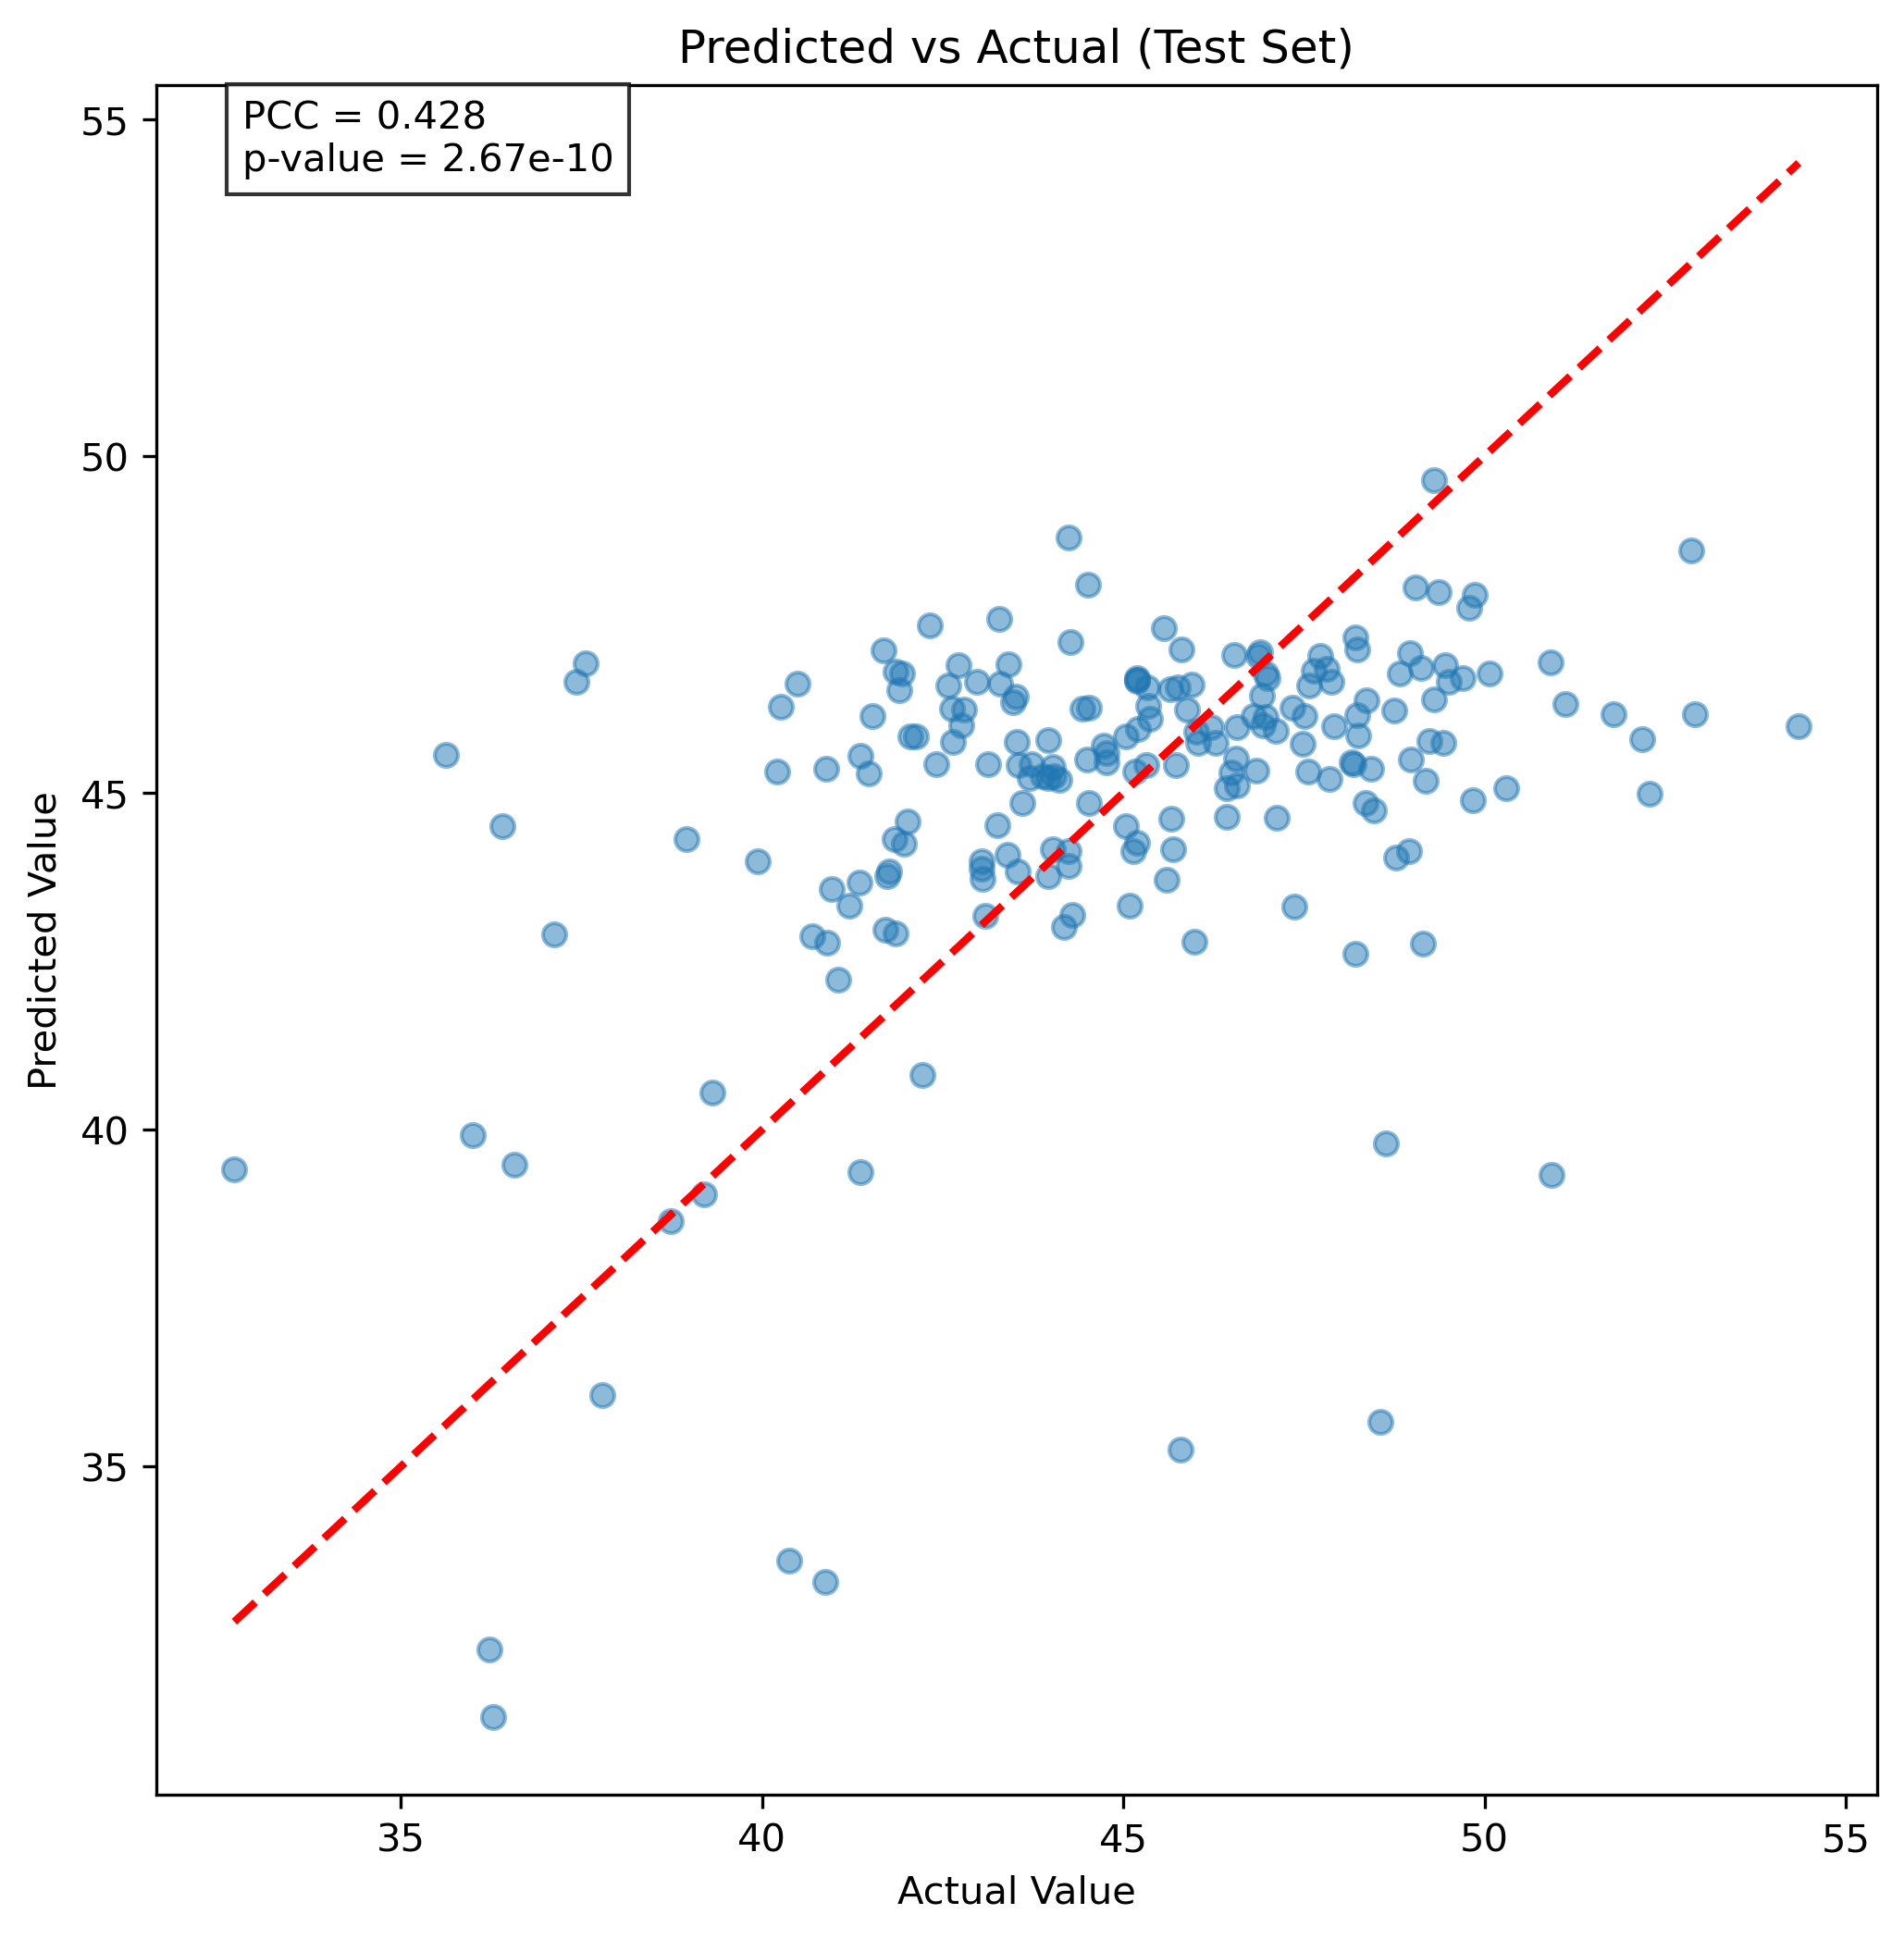 Predicted vs Actual (Test Set)
PCC = 0.428
p-value = 2.67e-10
55
50
45
40
35
Predicted Value
35
40
45
50
55
Actual Value